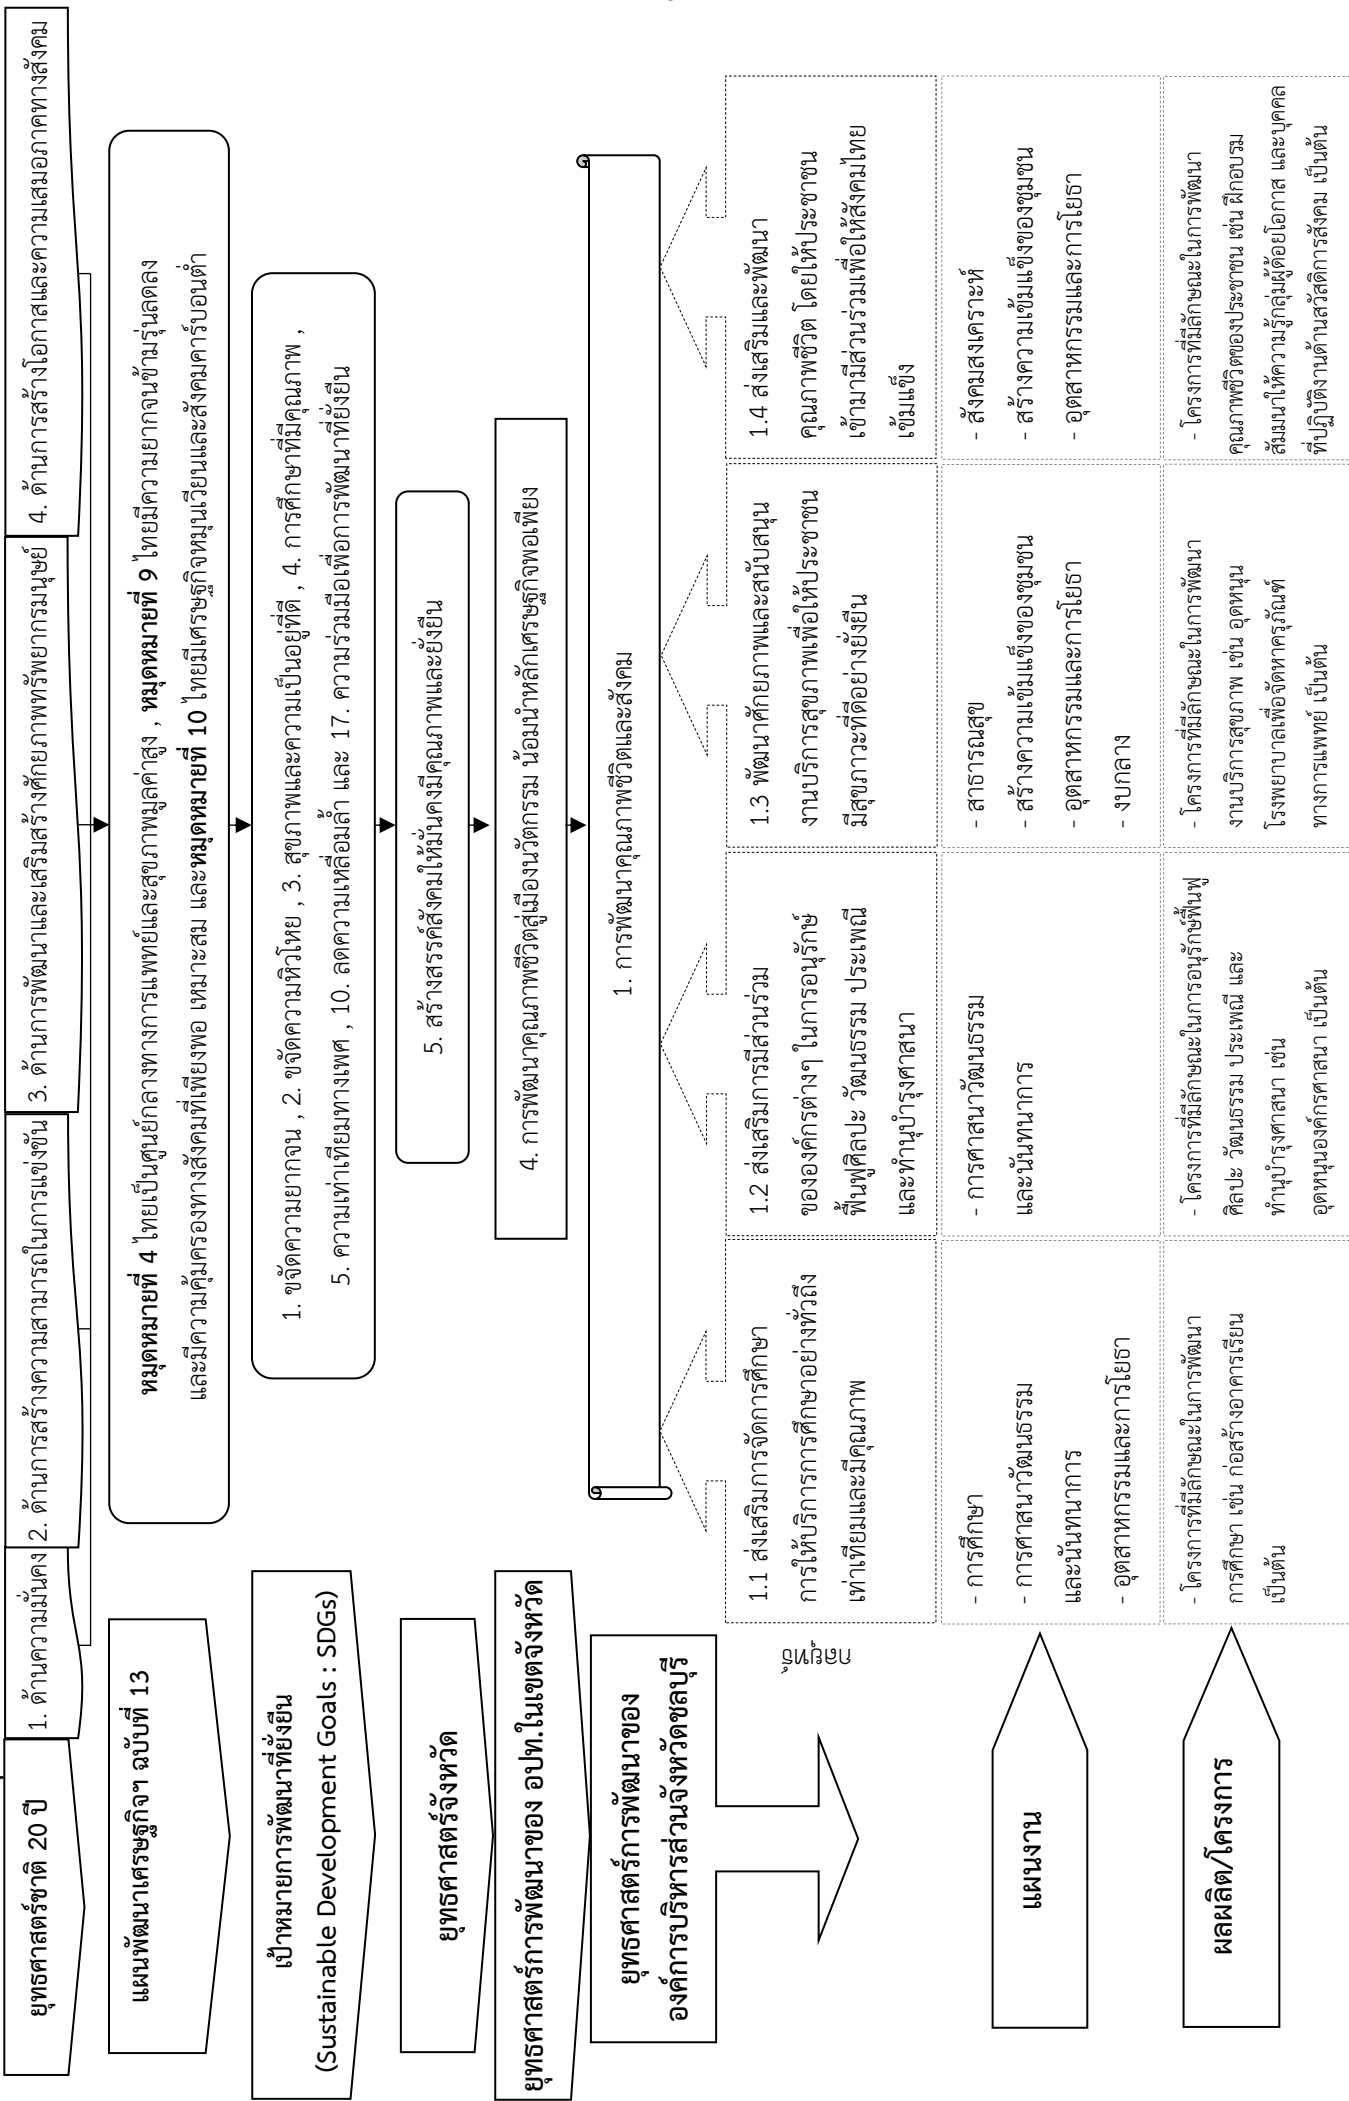 ยุทธศาสตร์ชาติ 20 ปี
1. ด้านความมั่นคง
2. ด้านการสร้างความสามารถในการแข่งขัน
3. ด้านการพัฒนาและเสริมสร้างศักยภาพทรัพยากรมนุษย์
4. ด้านการสร้างโอกาสและความเสมอภาคทางสังคม
แผนพัฒนาเศรษฐกิจฯ ฉบับที่ 13
หมุดหมายที่ 4 ไทยเป็นศูนย์กลางทางการแพทย์และสุขภาพมูลค่าสูง , หมุดหมายที่ 9 ไทยมีความยากจนข้ามรุ่นลดลง
และมีความคุ้มครองทางสังคมที่เพียงพอ เหมาะสม และหมุดหมายที่ 10 ไทยมีเศรษฐกิจหมุนเวียนและสังคมคาร์บอนต่ำ
เป้าหมายการพัฒนาที่ยั่งยืน
(Sustainable Development Goals : SDGs)
1. ขจัดความยากจน , 2. ขจัดความหิวโหย , 3. สุขภาพและความเป็นอยู่ที่ดี , 4. การศึกษาที่มีคุณภาพ ,
5. ความเท่าเทียมทางเพศ , 10. ลดความเหลื่อมล้ำ และ 17. ความร่วมมือเพื่อการพัฒนาที่ยั่งยืน
ยุทธศาสตร์จังหวัด
5. สร้างสรรค์สังคมให้มั่นคงมีคุณภาพและยั่งยืน
ยุทธศาสตร์การพัฒนาของ อปท.ในเขตจังหวัด
4. การพัฒนาคุณภาพชีวิตสู่เมืองนวัตกรรม น้อมนำหลักเศรษฐกิจพอเพียง
ยุทธศาสตร์การพัฒนาของ
องค์การบริหารส่วนจังหวัดชลบุรี
1. การพัฒนาคุณภาพชีวิตและสังคม
กลยุทธ์
1.1 ส่งเสริมการจัดการศึกษา
การให้บริการการศึกษาอย่างทั่วถึง
เท่าเทียมและมีคุณภาพ
1.2 ส่งเสริมการมีส่วนร่วม
ขององค์กรต่างๆ ในการอนุรักษ์
ฟื้นฟูศิลปะ วัฒนธรรม ประเพณี
และทำนุบำรุงศาสนา
1.3 พัฒนาศักยภาพและสนับสนุน
งานบริการสุขภาพเพื่อให้ประชาชน
มีสุขภาวะที่ดีอย่างยั่งยืน
1.4 ส่งเสริมและพัฒนา
คุณภาพชีวิต โดยให้ประชาชน
เข้ามามีส่วนร่วมเพื่อให้สังคมไทย
เข้มแข็ง
แผนงาน
- การศึกษา
- การศาสนาวัฒนธรรม
และนันทนาการ
- อุตสาหกรรมและการโยธา
- การศาสนาวัฒนธรรม
และนันทนาการ
- สาธารณสุข
- สร้างความเข้มแข็งของชุมชน
- อุตสาหกรรมและการโยธา
- งบกลาง
- สังคมสงเคราะห์
- สร้างความเข้มแข็งของชุมชน
- อุตสาหกรรมและการโยธา
ผลผลิต/โครงการ
- โครงการที่มีลักษณะในการพัฒนา
การศึกษา เช่น ก่อสร้างอาคารเรียน
เป็นต้น
- โครงการที่มีลักษณะในการอนุรักษ์ฟื้นฟู
ศิลปะ วัฒนธรรม ประเพณี และ
ทำนุบำรุงศาสนา เช่น
อุดหนุนองค์กรศาสนา เป็นต้น
- โครงการที่มีลักษณะในการพัฒนา
งานบริการสุขภาพ เช่น อุดหนุน
โรงพยาบาลเพื่อจัดหาครุภัณฑ์
ทางการแพทย์ เป็นต้น
- โครงการที่มีลักษณะในการพัฒนา
คุณภาพชีวิตของประชาชน เช่น ฝึกอบรม
สัมมนาให้ความรู้กลุ่มผู้ด้อยโอกาส และบุคคล
ที่ปฏิบัติงานด้านสวัสดิการสังคม เป็นต้น